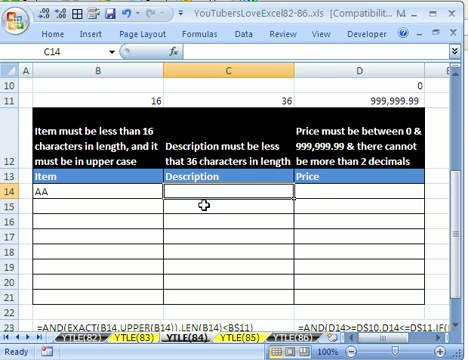 YouTubersLoveExcel82-86..xls [Compatibilit...
Home Insert Page Layout Formulas Data Review View Developer
C14 fx
A B C D E
10 0
11 16 36 999,999.99
Item must be less than 16 characters in length, and it must be in upper case
Description must be less that 36 characters in length
Price must be between 0 & 999,999.99 & there cannot be more than 2 decimals
12
13 Item Description Price
14 AA
15
16
17
18
19
20
21
23 =AND(EXACT(B14,UPPER(B14)),LEN(B14)<B$11) =AND(D14>=D$10,D14<=D$11,IF(
YTLE(82) YTLE(83) YTLE(84) YTLE(85) YTLE(86)
Ready 100%